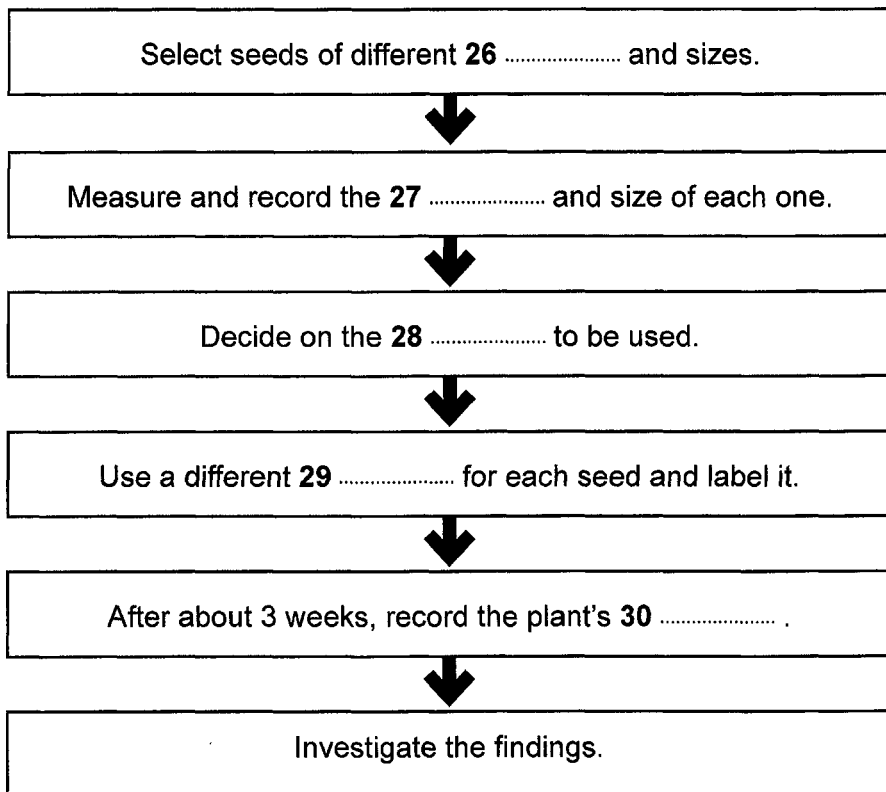 Select seeds of different 26 ..................... and sizes.
Measure and record the 27 ..................... and size of each one.
Decide on the 28 ..................... to be used.
Use a different 29 ..................... for each seed and label it.
After about 3 weeks, record the plant's 30 ..................... .
Investigate the findings.